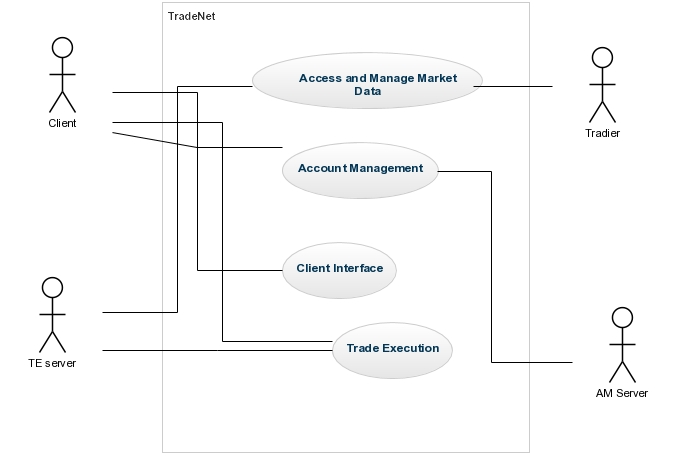 TradeNet
Client
Access and Manage Market
Data
Tradier
Account Management
Client Interface
TE server
Trade Execution
AM Server